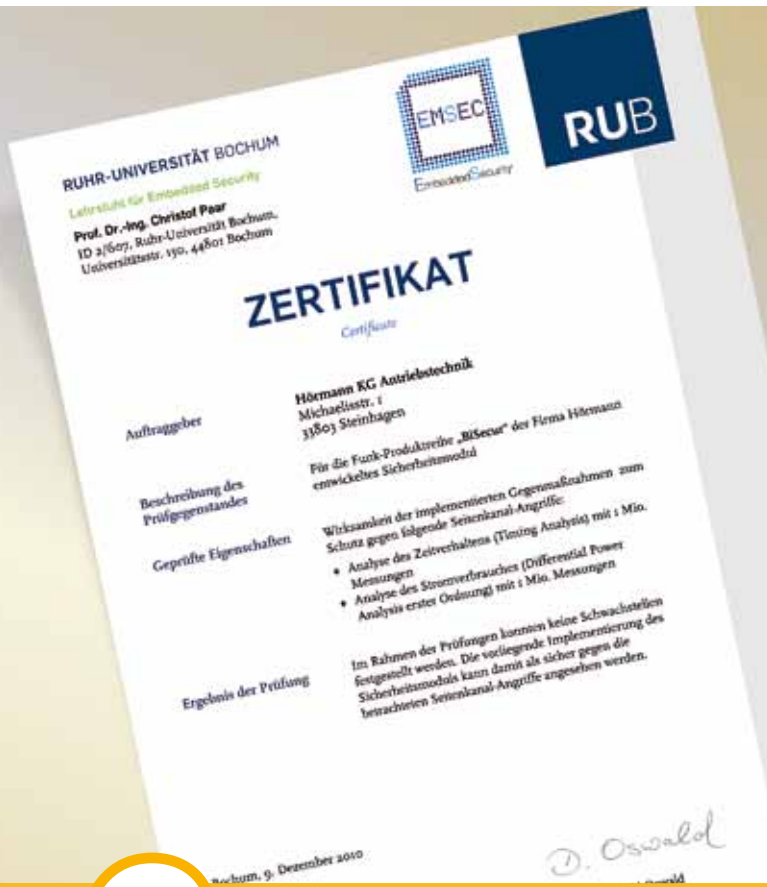 RUHR-UNIVERSITÄT BOCHUM
Lehrstuhl für Embedded Security
Prof. Dr.-Ing. Christof Paar
ID 2/607, Ruhr-Universität Bochum,
Universitätsstr. 150, 44801 Bochum
EMSEC
EmbeddedSecurity
RUB
ZERTIFIKAT
Certificate
Auftraggeber
Hörmann KG Antriebstechnik
Michaelisstr. 1
33803 Steinhagen
Beschreibung des
Prüfgegenstandes
Für die Funk-Produktreihe „BiSecur" der Firma Hörmann
entwickeltes Sicherheitsmodul
Geprüfte Eigenschaften
Wirksamkeit der implementierten Gegenmaßnahmen zum
Schutz gegen folgende Seitenkanal-Angriffe:
• Analyse des Zeitverhaltens (Timing Analysis) mit 1 Mio.
Messungen
• Analyse des Stromverbrauches (Differential Power
Analysis erster Ordnung) mit 1 Mio. Messungen
Ergebnis der Prüfung
Im Rahmen der Prüfungen konnten keine Schwachstellen
festgestellt werden. Die vorliegende Implementierung des
Sicherheitsmoduls kann damit als sicher gegen die
betrachteten Seitenkanal-Angriffe angesehen werden.
Bochum, 9. Dezember 2010
D. Oswald
Oswald